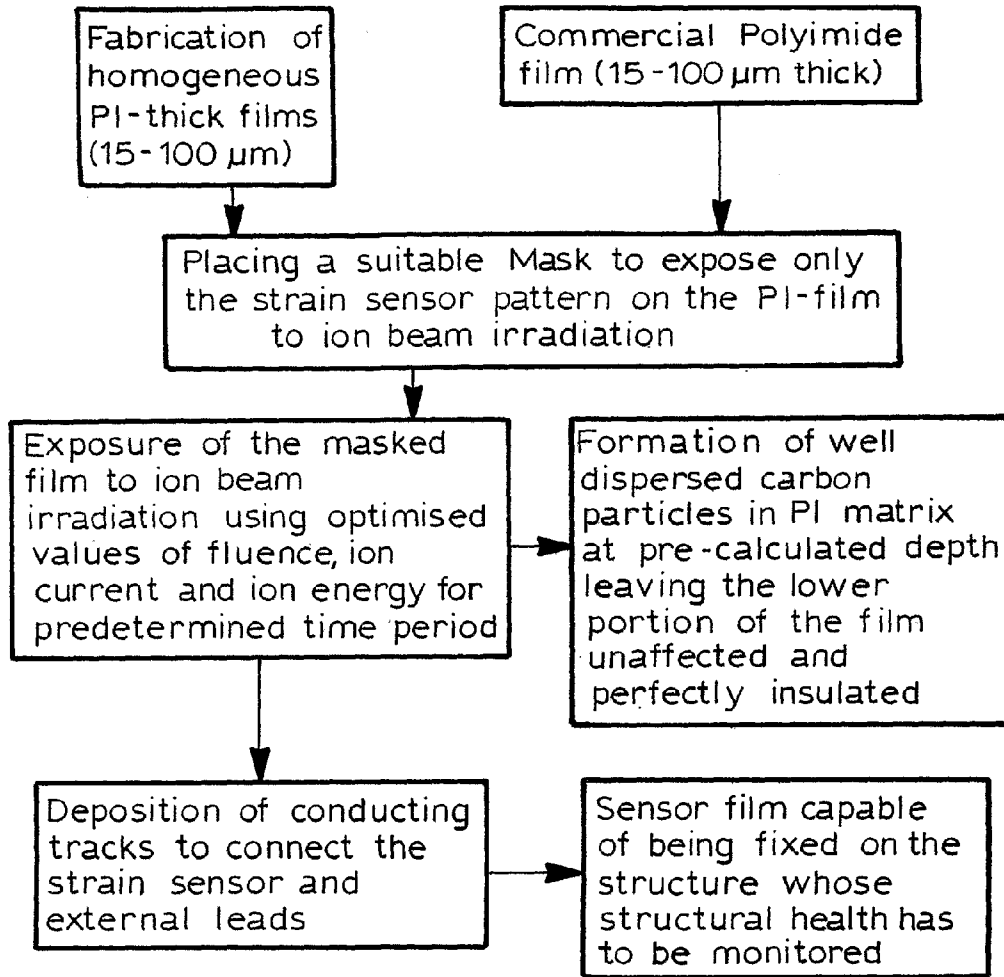 Fabrication of
homogeneous
PI-thick films
(15-100 μm)
Commercial Polyimide
film (15-100 μm thick)
Placing a suitable Mask to expose only
the strain sensor pattern on the PI-film
to ion beam irradiation
Exposure of the masked
film to ion beam
irradiation using optimised
values of fluence, ion
current and ion energy for
predetermined time period
Formation of well
dispersed carbon
particles in PI matrix
at pre-calculated depth
leaving the lower
portion of the film
unaffected and
perfectly insulated
Deposition of conducting
tracks to connect the
strain sensor and
external leads
Sensor film capable
of being fixed on the
structure whose
structural health has
to be monitored